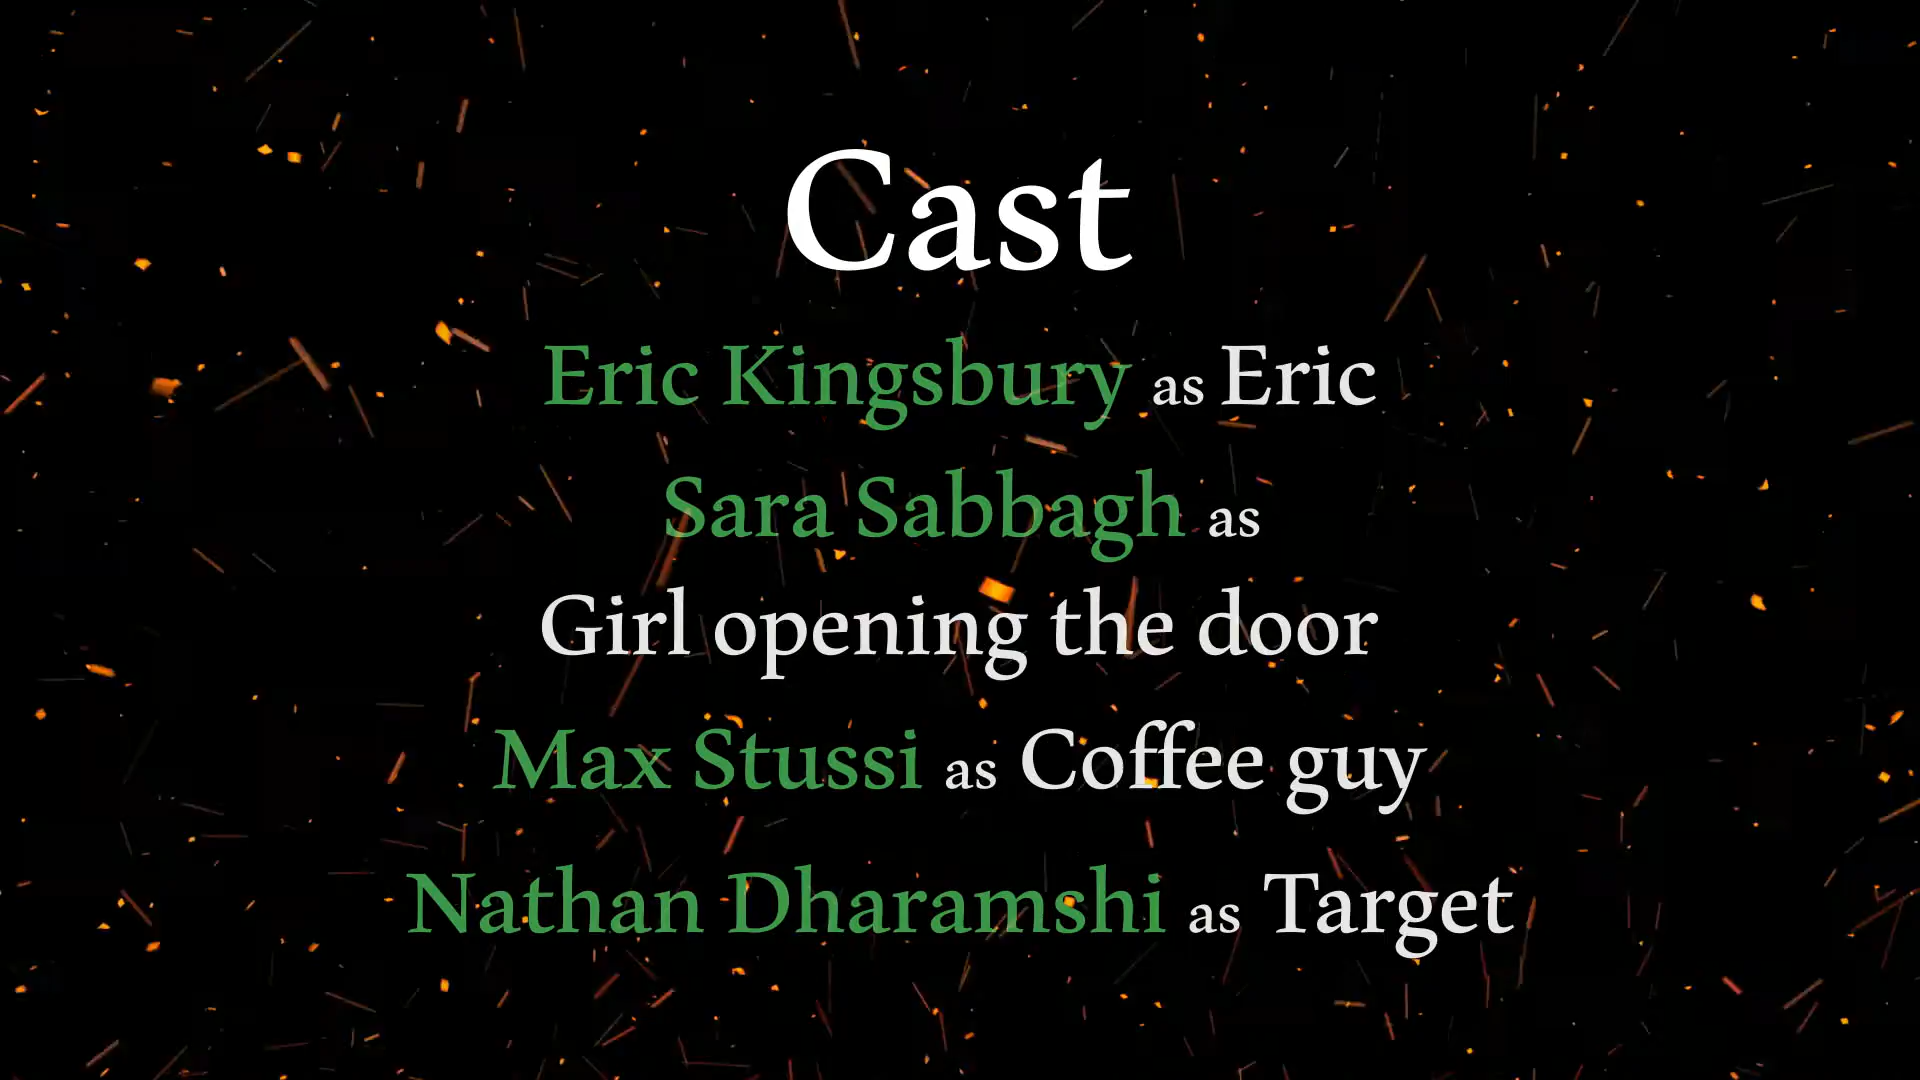 Cast
Eric Kingsbury as Eric
Sara Sabbagh as
Girl opening the door
Max Stussi as Coffee guy
Nathan Dharamshi as Target